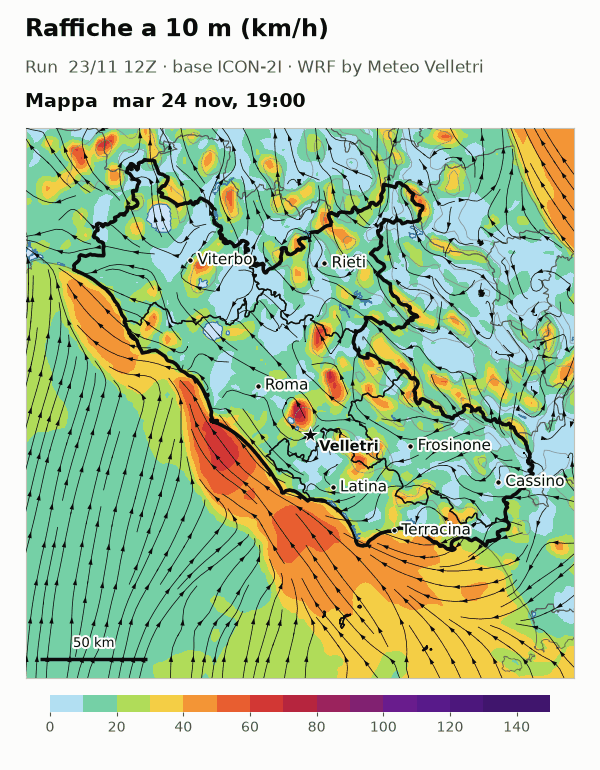 Raffiche a 10 m (km/h)
Run 23/11 12Z · base ICON-2I · WRF by Meteo Velletri
Mappa mar 24 nov, 19:00
Viterbo
Rieti
Roma
Velletri
Frosinone
Latina
Cassino
Terracina
50 km
0 20 40 60 80 100 120 140